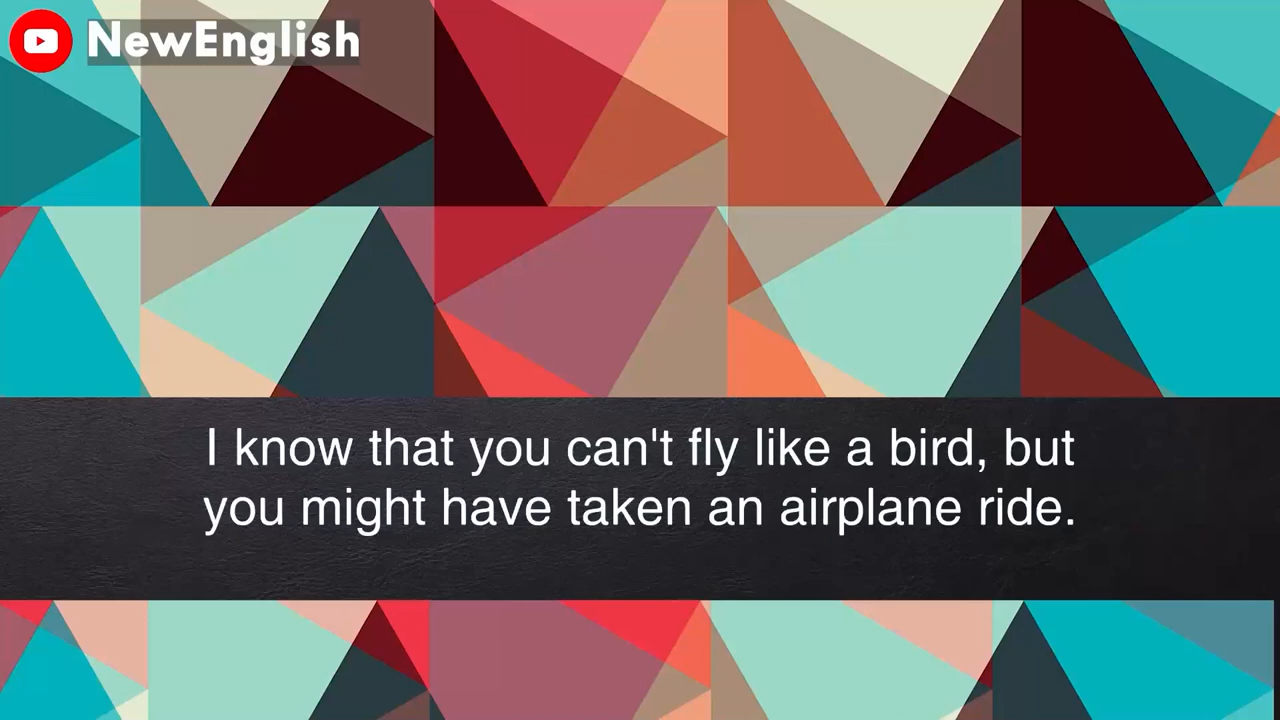 NewEnglish
I know that you can't fly like a bird, but
you might have taken an airplane ride.